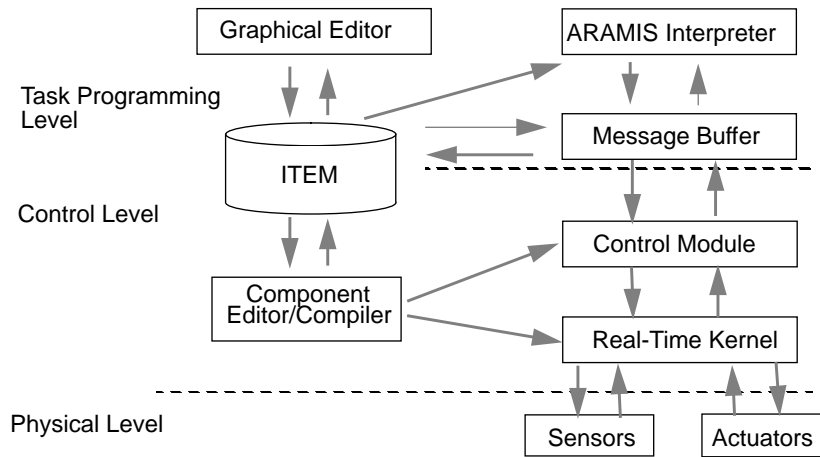 Graphical Editor
ARAMIS Interpreter
Task Programming
Level
Message Buffer
ITEM
Control Level
Control Module
Component
Editor/Compiler
Real-Time Kernel
Physical Level
Sensors
Actuators